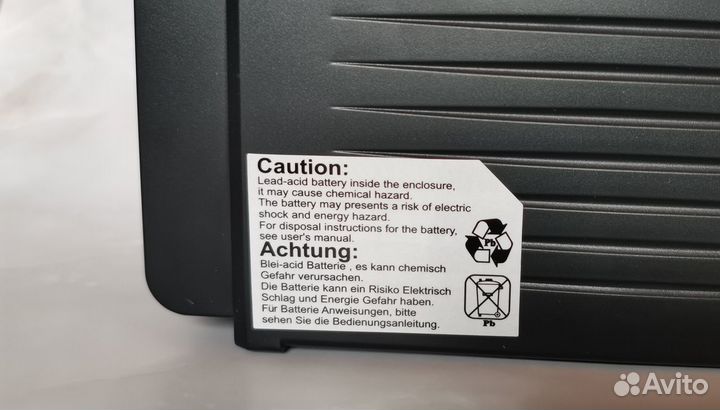 Caution:
Lead-acid battery inside the enclosure,
it may cause chemical hazard.
The battery may presents a risk of electric
shock and energy hazard.
For disposal instructions for the battery,
see user's manual.
Pb
Achtung:
Blei-acid Batterie , es kann chemisch
Gefahr verursachen.
Die Batterie kann ein Risiko Elektrisch
Schlag und Energie Gefahr haben.
Für Batterie Anweisungen, bitte
sehen Sie die Bedienungsanleitung.
Pb
Avito